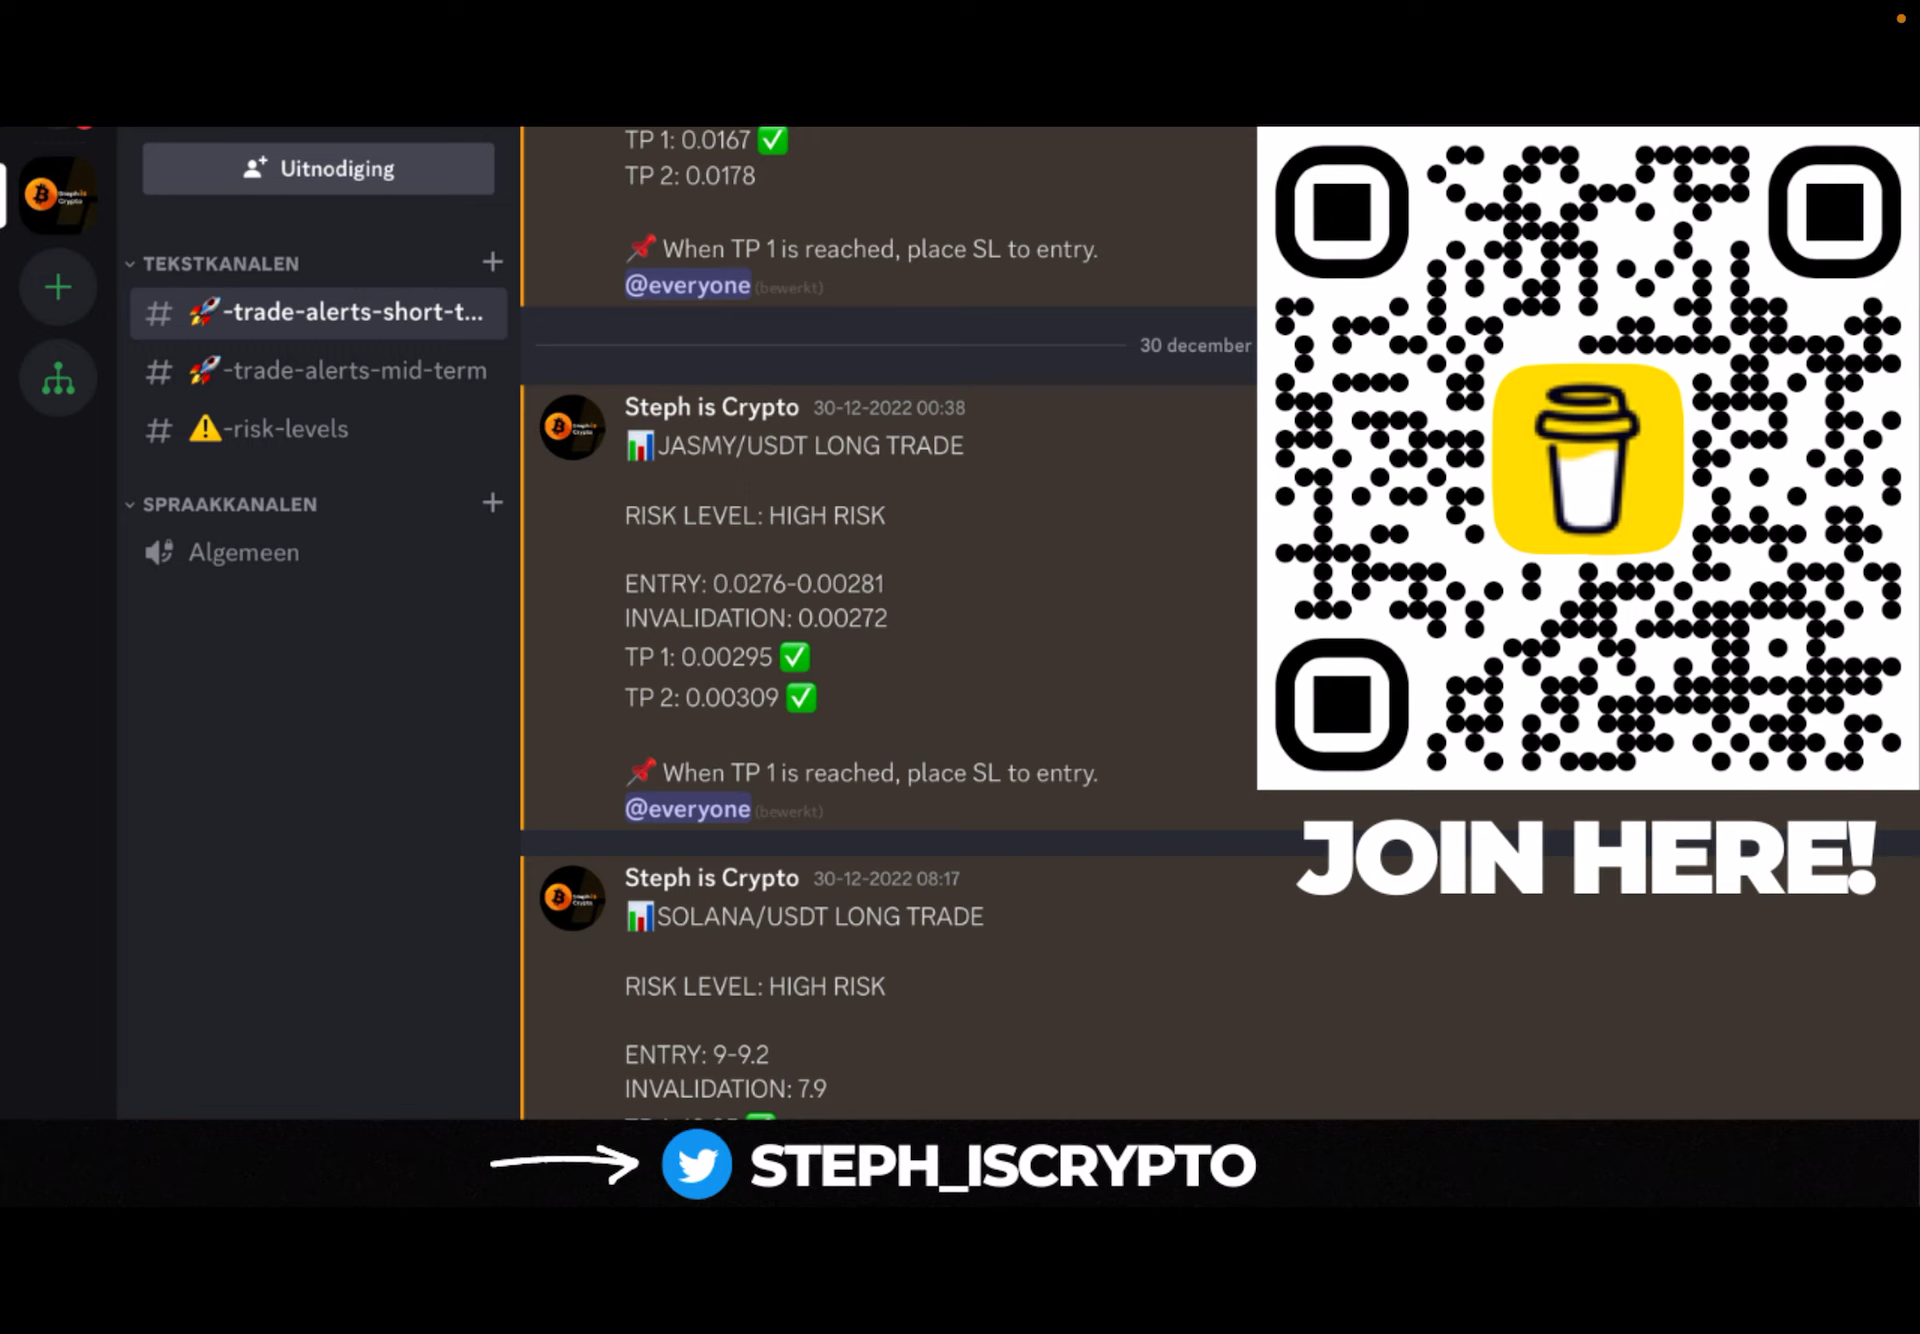 Uitnodiging
TEKSTKANALEN
-trade-alerts-short-t...
-trade-alerts-mid-term
-risk-levels
SPRAAKKANALEN
Algemeen
TP 1: 0.0167 ✅
TP 2: 0.0178
📌 When TP 1 is reached, place SL to entry.
@everyone (bewerkt)
30 december
Steph is Crypto 30-12-2022 00:38
📊JASMY/USDT LONG TRADE
RISK LEVEL: HIGH RISK
ENTRY: 0.0276-0.00281
INVALIDATION: 0.00272
TP 1: 0.00295 ✅
TP 2: 0.00309 ✅
📌 When TP 1 is reached, place SL to entry.
@everyone (bewerkt)
Steph is Crypto 30-12-2022 08:17
📊SOLANA/USDT LONG TRADE
RISK LEVEL: HIGH RISK
ENTRY: 9-9.2
INVALIDATION: 7.9
JOIN HERE!
STEPH_ISCRYPTO